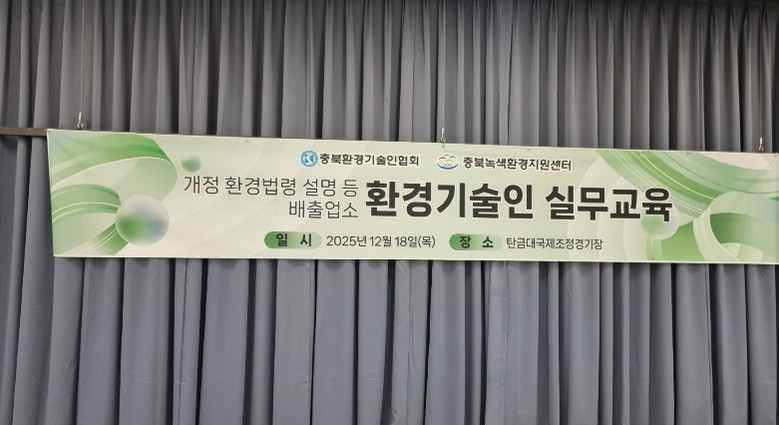 충북환경기술인협회 충북녹색환경지원센터
개정 환경법령 설명 등
배출업소 환경기술인 실무교육
일 시 2025년 12월 18일(목) 장 소 탄금대국제조정경기장